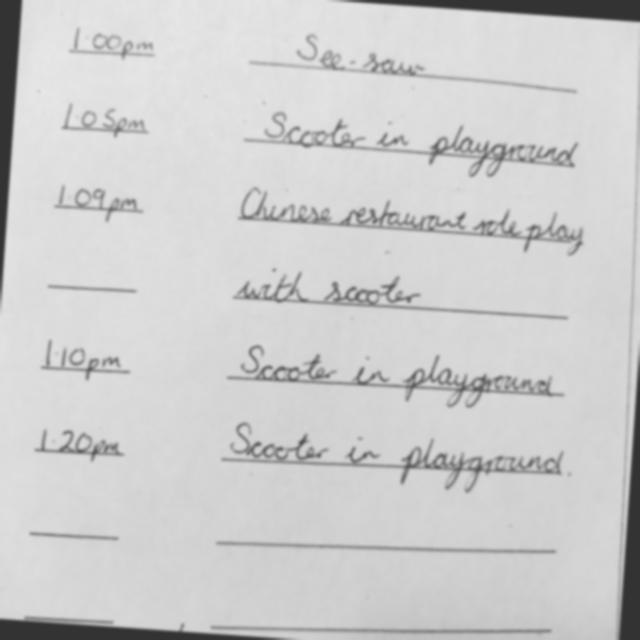 1.00pm See-saw
1.05pm Scooter in playground
1.09pm Chinese restaurant role play
with scooter
1.10pm Scooter in playground
1.20pm Scooter in playground.